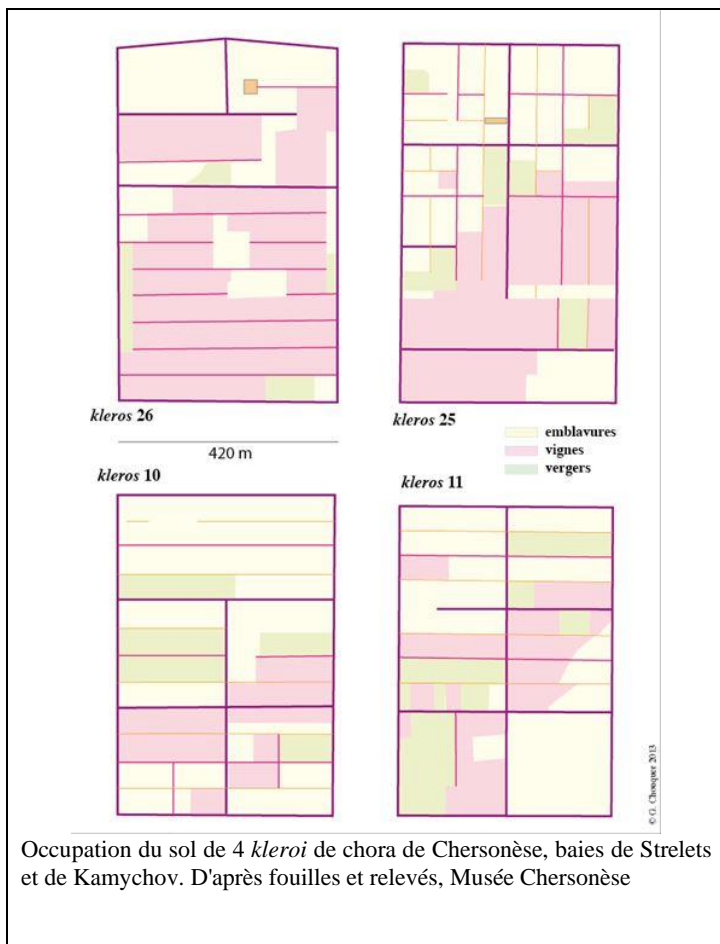 kleros 26
kleros 25
420 m
emblavures
vignes
vergers
kleros 10
kleros 11
© G. Chouquer 2013
Occupation du sol de 4 kleroi de chora de Chersonèse, baies de Strelets
et de Kamychov. D'après fouilles et relevés, Musée Chersonèse